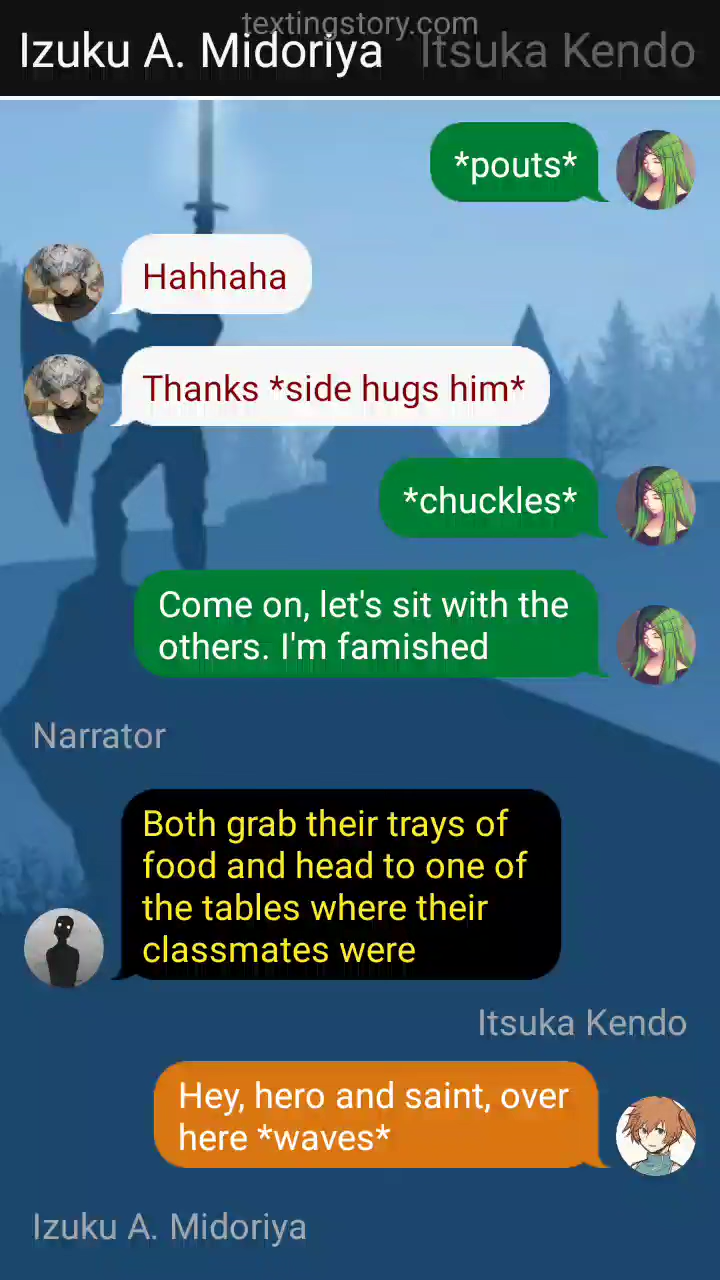 textingstory.com
Izuku A. Midoriya
Itsuka Kendo
*pouts*
Hahhaha
Thanks *side hugs him*
*chuckles*
Come on, let's sit with the
others. I'm famished
Narrator
Both grab their trays of
food and head to one of
the tables where their
classmates were
Itsuka Kendo
Hey, hero and saint, over
here *waves*
Izuku A. Midoriya